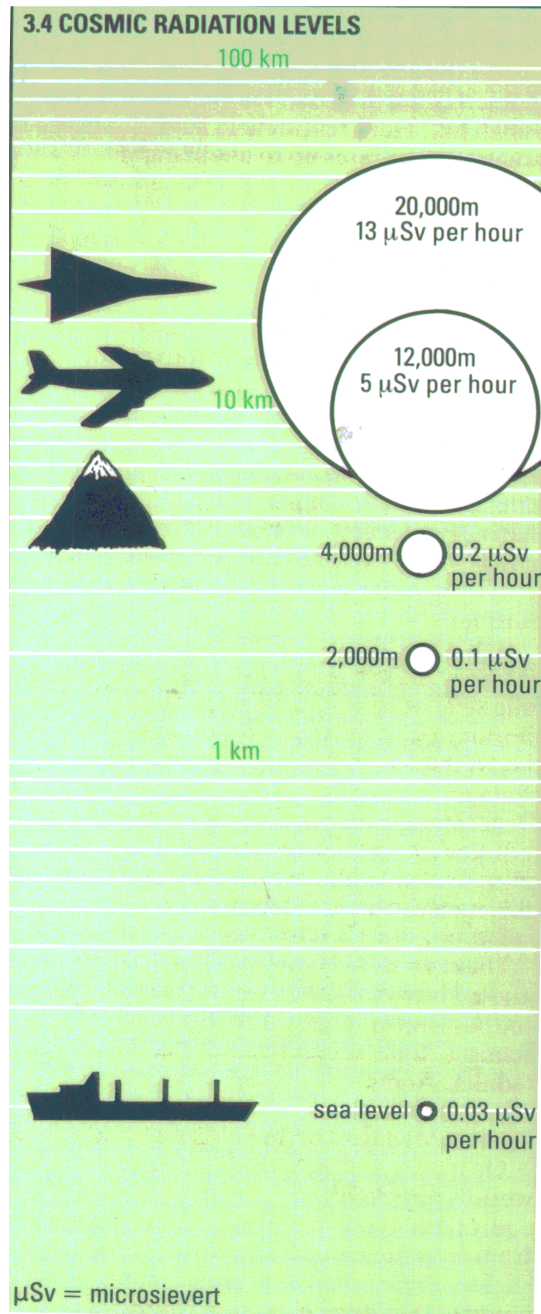 3.4 COSMIC RADIATION LEVELS
100 km
20,000m
13 μSv per hour
12,000m
5 μSv per hour
10 km
4,000m 0.2 μSv
per hour
2,000m 0.1 μSv
per hour
1 km
sea level 0.03 μSv
per hour
μSv = microsievert